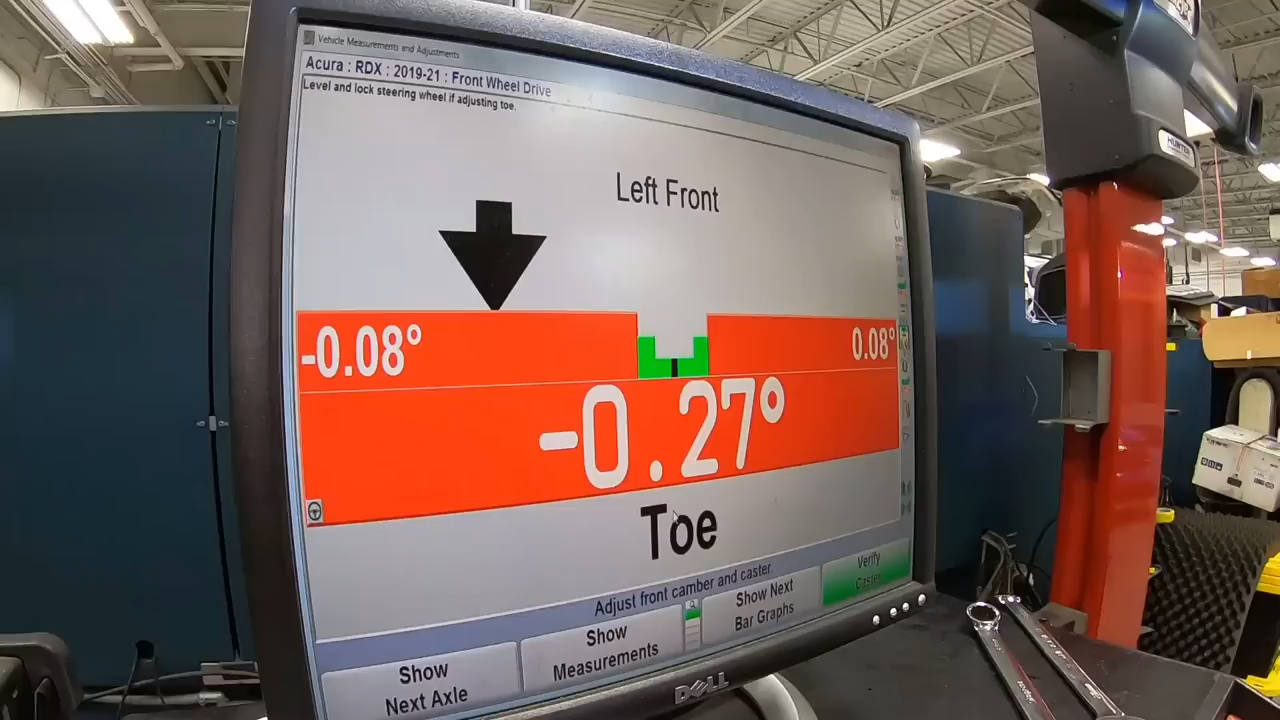 Vehicle Measurements and Adjustments
Acura : RDX : 2019-21 : Front Wheel Drive
Level and lock steering wheel if adjusting toe.
Left Front
-0.08° 0.08°
-0.27°
Toe
Adjust front camber and caster.
Show Next Axle
Show Measurements
Show Next Bar Graphs
Verify Caster
DELL
HUNTER